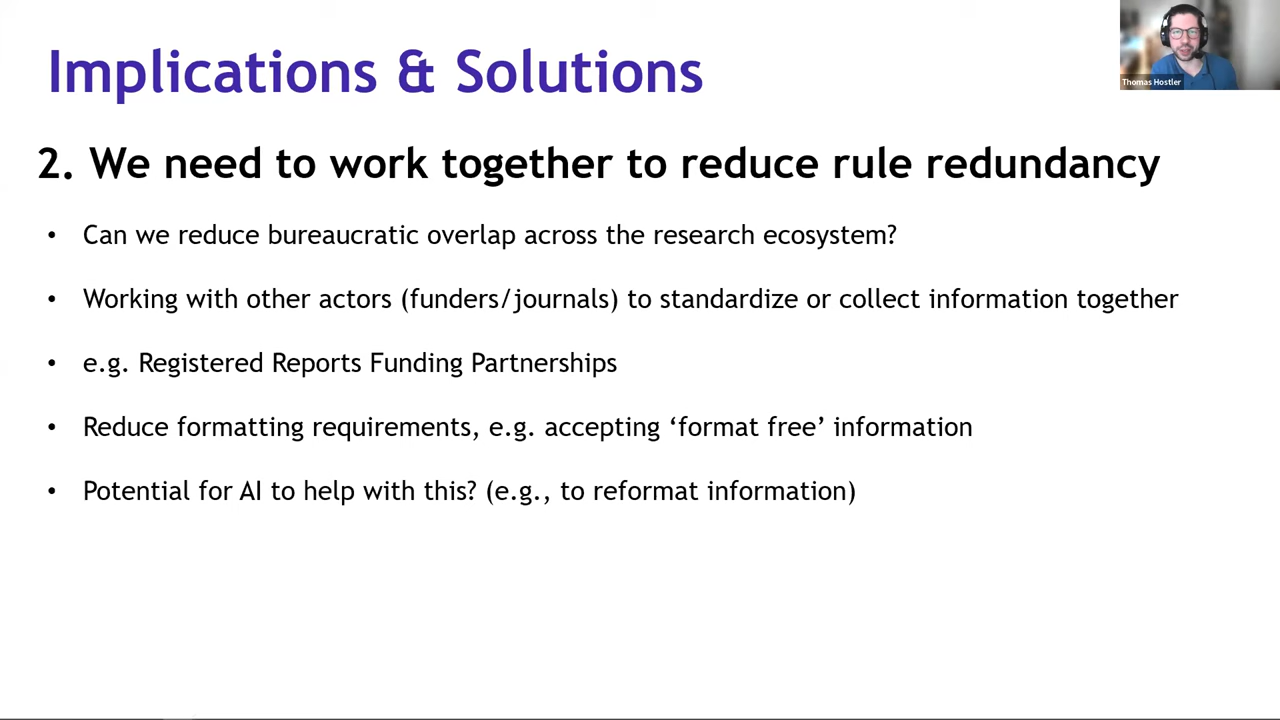 Implications & Solutions
Thomas Hostler
2. We need to work together to reduce rule redundancy
• Can we reduce bureaucratic overlap across the research ecosystem?
• Working with other actors (funders/journals) to standardize or collect information together
• e.g. Registered Reports Funding Partnerships
• Reduce formatting requirements, e.g. accepting ‘format free’ information
• Potential for AI to help with this? (e.g., to reformat information)